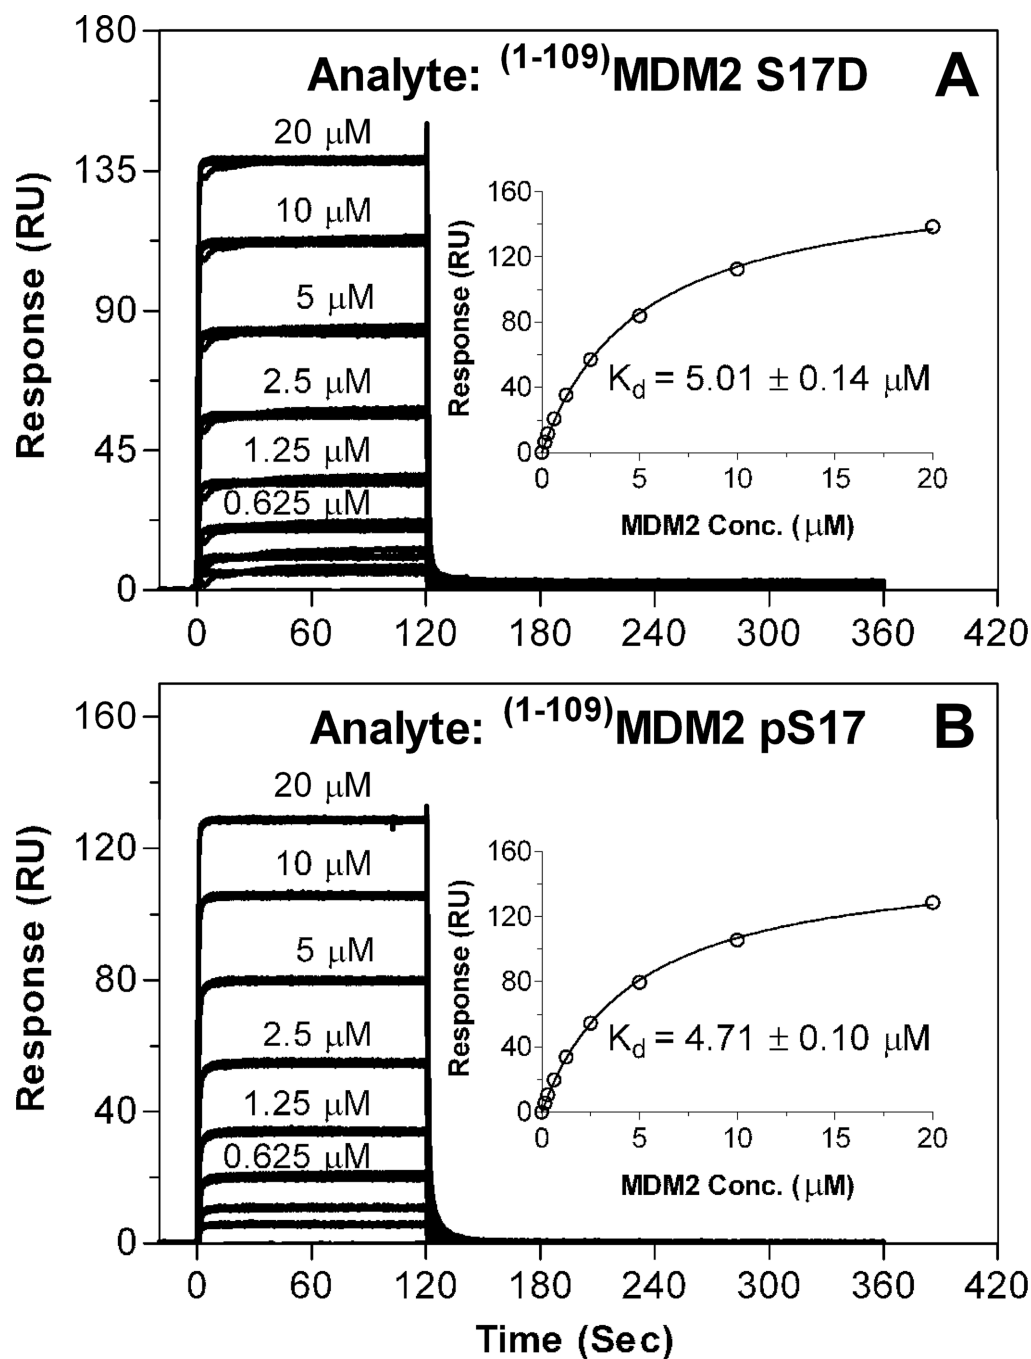 Analyte: (1-109)MDM2 S17D
A
180
135
90
45
0
Response (RU)
20 μM
10 μM
5 μM
2.5 μM
1.25 μM
0.625 μM
160
120
80
40
0
Response (RU)
Kd = 5.01 ± 0.14 μM
0 5 10 15 20
MDM2 Conc. (μM)
0 60 120 180 240 300 360 420
Analyte: (1-109)MDM2 pS17
B
160
120
80
40
0
Response (RU)
20 μM
10 μM
5 μM
2.5 μM
1.25 μM
0.625 μM
160
120
80
40
0
Response (RU)
Kd = 4.71 ± 0.10 μM
0 5 10 15 20
MDM2 Conc. (μM)
0 60 120 180 240 300 360 420
Time (Sec)